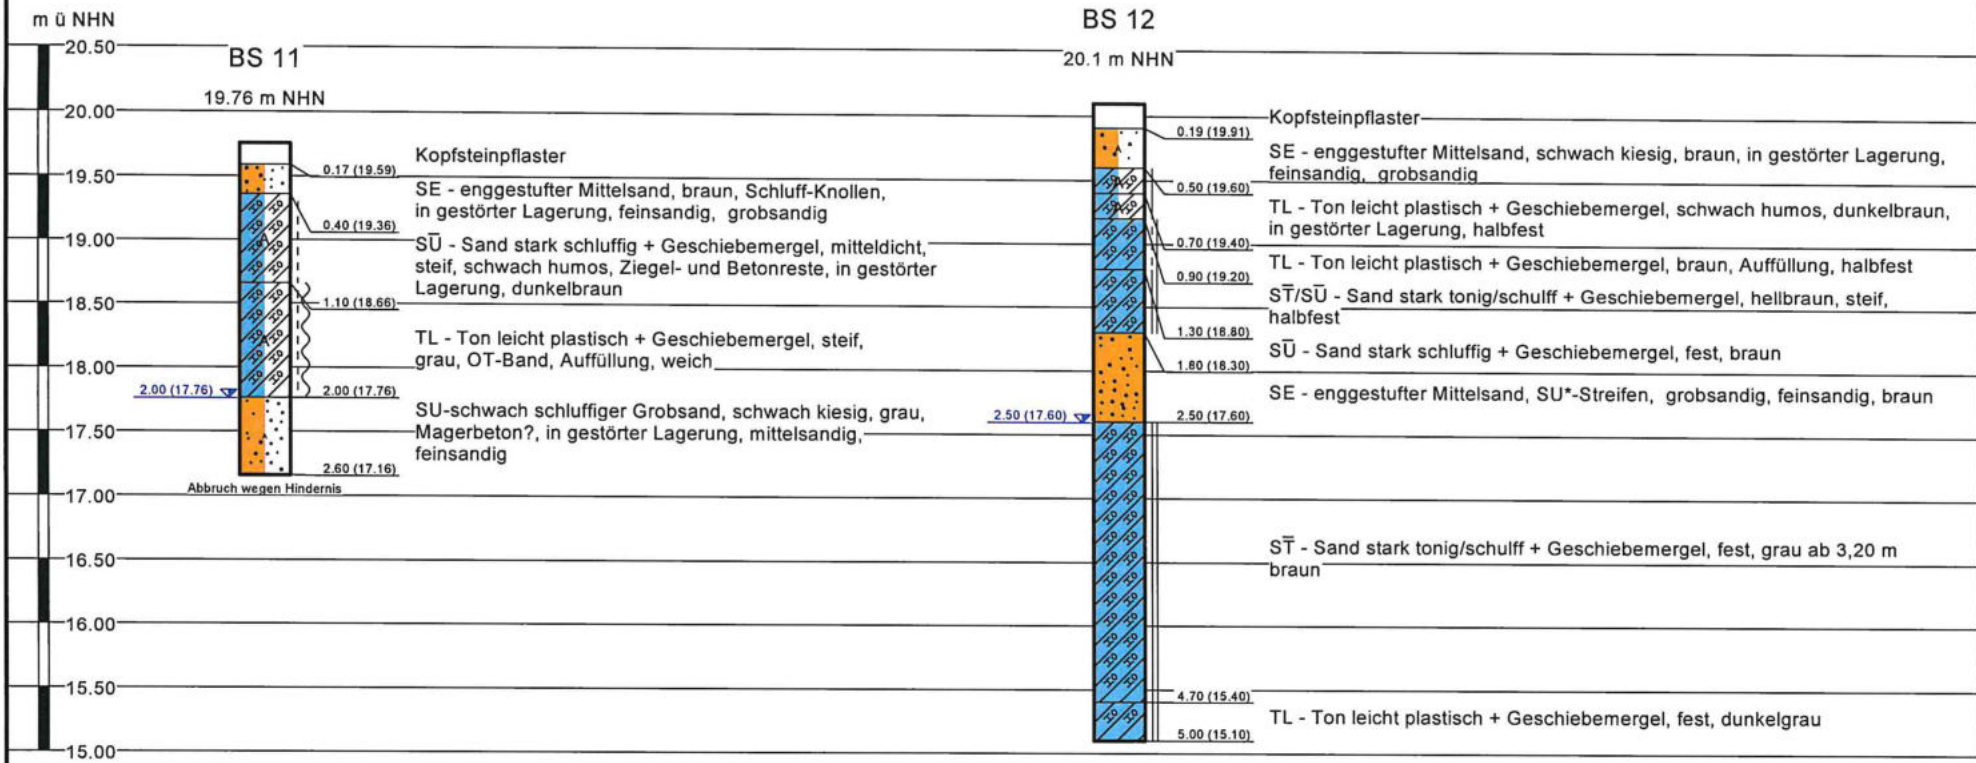 m ü NHN
20.50
20.00
19.50
19.00
18.50
18.00
17.50
17.00
16.50
16.00
15.50
15.00
BS 11
19.76 m NHN
0.17 (19.59)
0.40 (19.36)
1.10 (18.66)
2.00 (17.76)
2.00 (17.76)
2.60 (17.16)
Abbruch wegen Hindernis
Kopfsteinpflaster
SE - enggestufter Mittelsand, braun, Schluff-Knollen,
in gestörter Lagerung, feinsandig, grobsandig
SŪ - Sand stark schluffig + Geschiebemergel, mitteldicht,
steif, schwach humos, Ziegel- und Betonreste, in gestörter
Lagerung, dunkelbraun
TL - Ton leicht plastisch + Geschiebemergel, steif,
grau, OT-Band, Auffüllung, weich
SU-schwach schluffiger Grobsand, schwach kiesig, grau,
Magerbeton?, in gestörter Lagerung, mittelsandig,
feinsandig
BS 12
20.1 m NHN
0.19 (19.91)
0.50 (19.60)
0.70 (19.40)
0.90 (19.20)
1.30 (18.80)
1.80 (18.30)
2.50 (17.60)
2.50 (17.60)
4.70 (15.40)
5.00 (15.10)
Kopfsteinpflaster
SE - enggestufter Mittelsand, schwach kiesig, braun, in gestörter Lagerung,
feinsandig, grobsandig
TL - Ton leicht plastisch + Geschiebemergel, schwach humos, dunkelbraun,
in gestörter Lagerung, halbfest
TL - Ton leicht plastisch + Geschiebemergel, braun, Auffüllung, halbfest
ST̄/SŪ - Sand stark tonig/schulff + Geschiebemergel, hellbraun, steif,
halbfest
SŪ - Sand stark schluffig + Geschiebemergel, fest, braun
SE - enggestufter Mittelsand, SU*-Streifen, grobsandig, feinsandig, braun
ST̄ - Sand stark tonig/schulff + Geschiebemergel, fest, grau ab 3,20 m
braun
TL - Ton leicht plastisch + Geschiebemergel, fest, dunkelgrau